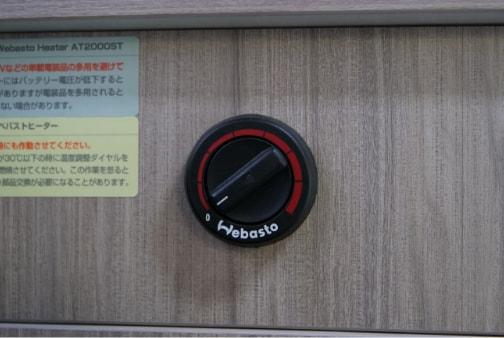 Webasto Heater AT2000ST
Vなどの車載電装品の多用を避けて
にはバッテリー電圧が低下すると
がありますが電装品を多用されると
ない場合があります。
ベバストヒーター
時にも作動させてください。
が30℃以下の時に温度調整ダイヤルを
燃焼させてください。この作業を怠ると
部品交換が必要になることがあります。
0
Webasto